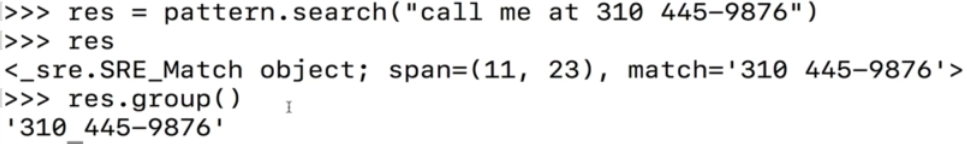 >>> res = pattern.search("call me at 310 445-9876")
>>> res
<_sre.SRE_Match object; span=(11, 23), match='310 445-9876'>
>>> res.group()
'310 445-9876'